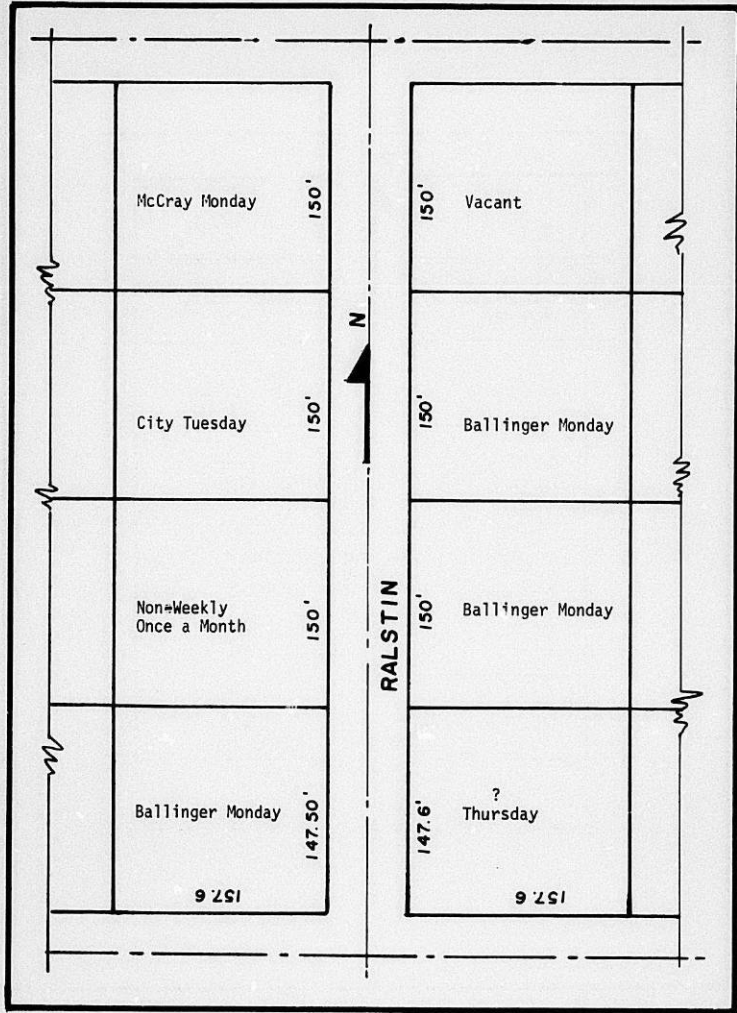 McCray Monday
150'
150'
Vacant
N
City Tuesday
150'
150'
Ballinger Monday
Non-Weekly
Once a Month
150'
RALSTIN
150'
Ballinger Monday
Ballinger Monday
147.50'
147.6'
?
Thursday
157.6
157.6